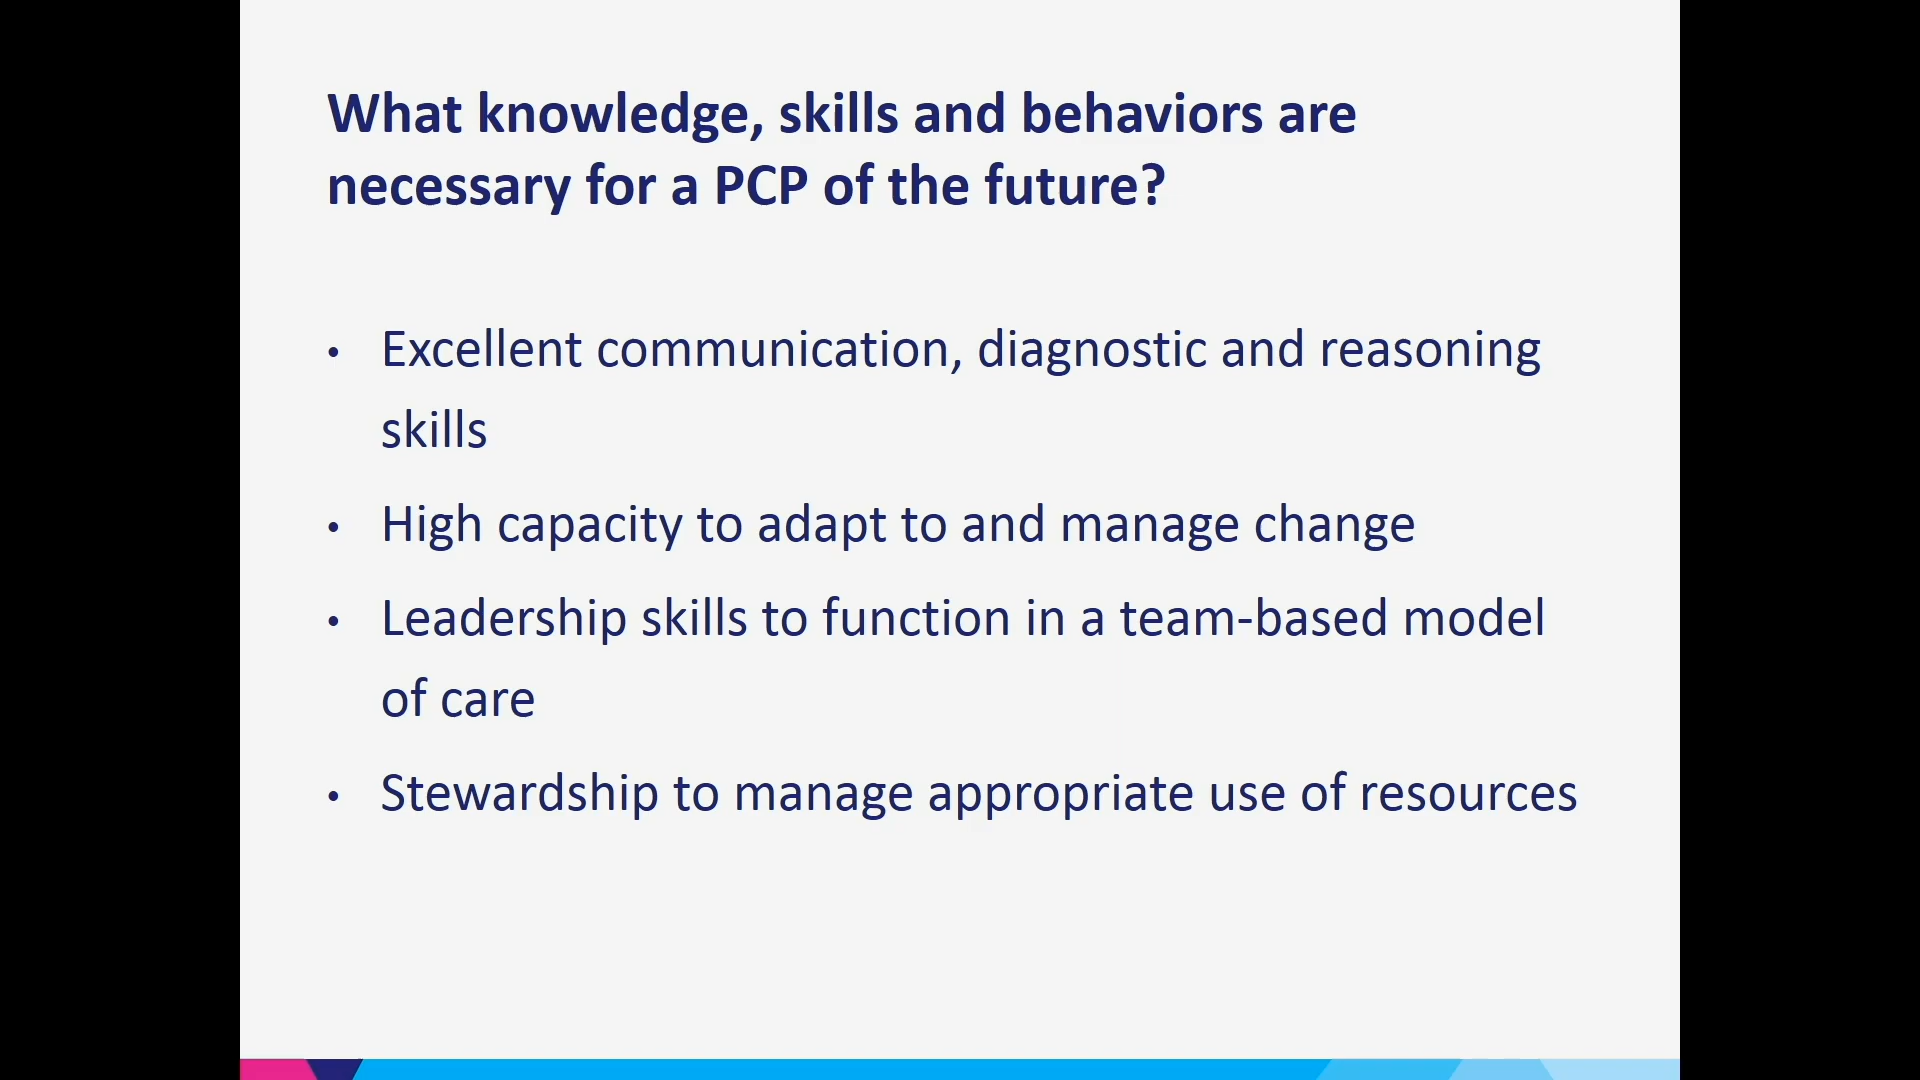 What knowledge, skills and behaviors are
necessary for a PCP of the future?
• Excellent communication, diagnostic and reasoning
skills
• High capacity to adapt to and manage change
• Leadership skills to function in a team-based model
of care
• Stewardship to manage appropriate use of resources